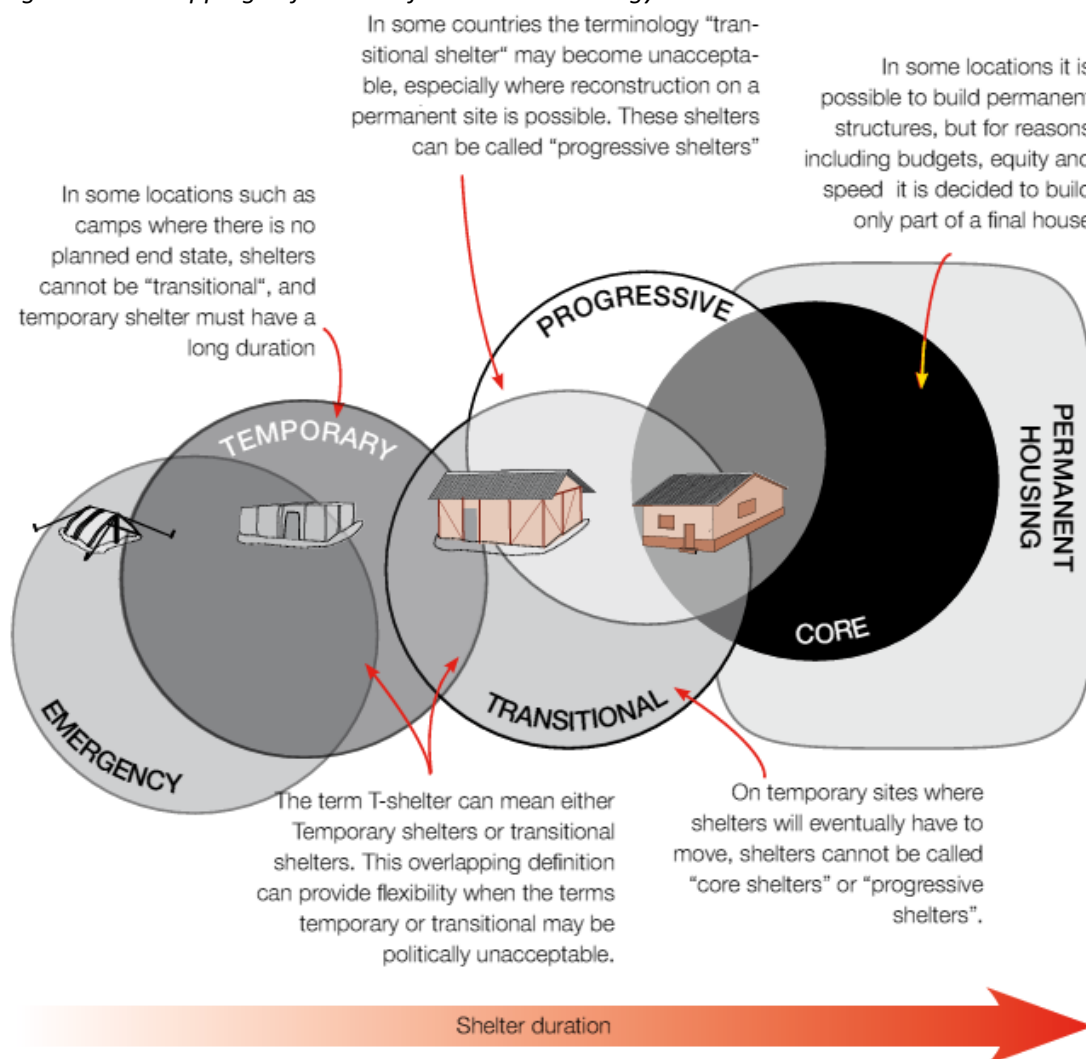 In some countries the terminology “tran-
sitional shelter“ may become unaccepta-
ble, especially where reconstruction on a
permanent site is possible. These shelters
can be called “progressive shelters”
In some locations it is
possible to build permanent
structures, but for reasons
including budgets, equity and
speed it is decided to build
only part of a final house
In some locations such as
camps where there is no
planned end state, shelters
cannot be “transitional“, and
temporary shelter must have a
long duration
PROGRESSIVE
TEMPORARY
PERMANENT
HOUSING
CORE
TRANSITIONAL
EMERGENCY
The term T-shelter can mean either
Temporary shelters or transitional
shelters. This overlapping definition
can provide flexibility when the terms
temporary or transitional may be
politically unacceptable.
On temporary sites where
shelters will eventually have to
move, shelters cannot be called
“core shelters” or “progressive
shelters”.
Shelter duration